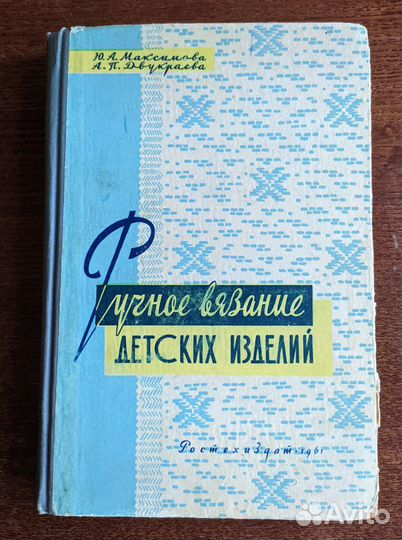 Ю. А. Максимова
А. П. Двукраева
Ручное вязание
ДЕТСКИХ ИЗДЕЛИЙ
Ростехиздат-1961
Avito